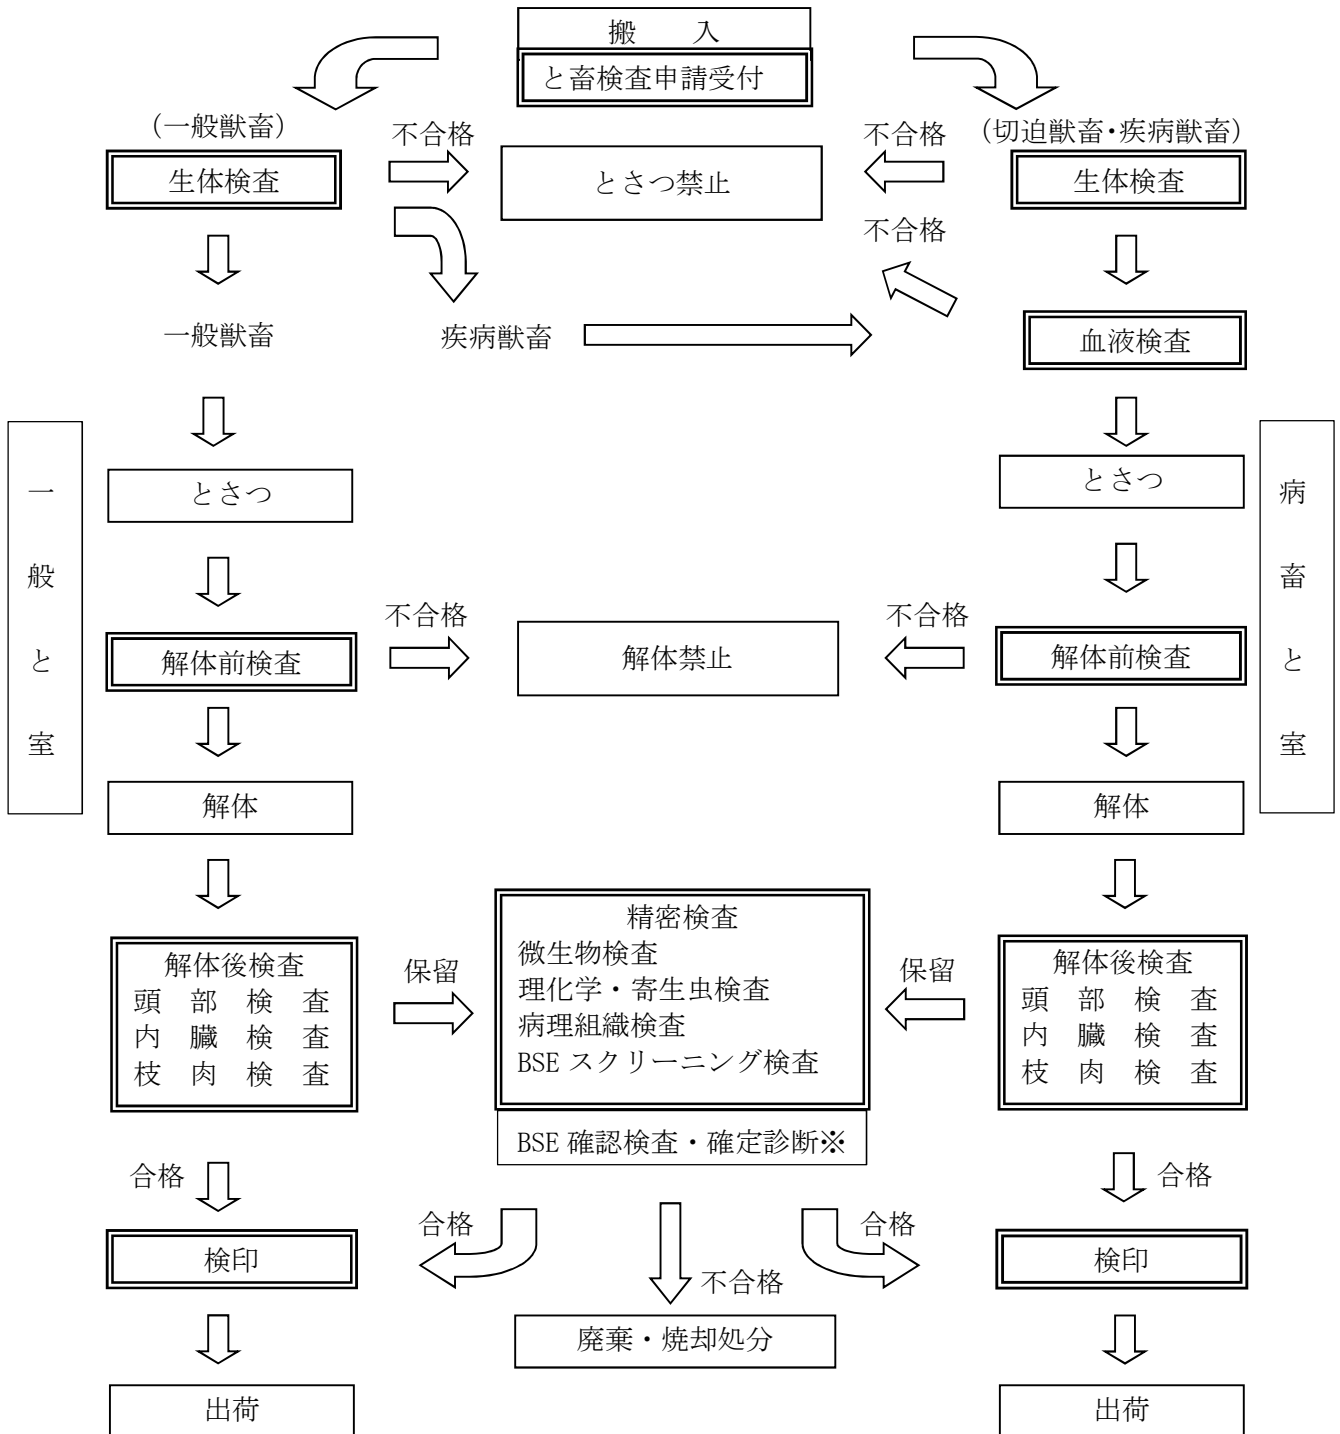 搬　　入
と畜検査申請受付
（一般獣畜）
不合格
不合格
（切迫獣畜・疾病獣畜）
生体検査
とさつ禁止
生体検査
不合格
一般獣畜
疾病獣畜
血液検査
一般と室
病畜と室
とさつ
とさつ
不合格
不合格
解体前検査
解体禁止
解体前検査
解体
解体
精密検査
微生物検査
理化学・寄生虫検査
病理組織検査
BSE スクリーニング検査
BSE 確認検査・確定診断※
解体後検査
頭　部　検　査
内　臓　検　査
枝　肉　検　査
保留
保留
解体後検査
頭　部　検　査
内　臓　検　査
枝　肉　検　査
合格
合格
合格
合格
検印
不合格
検印
廃棄・焼却処分
出荷
出荷